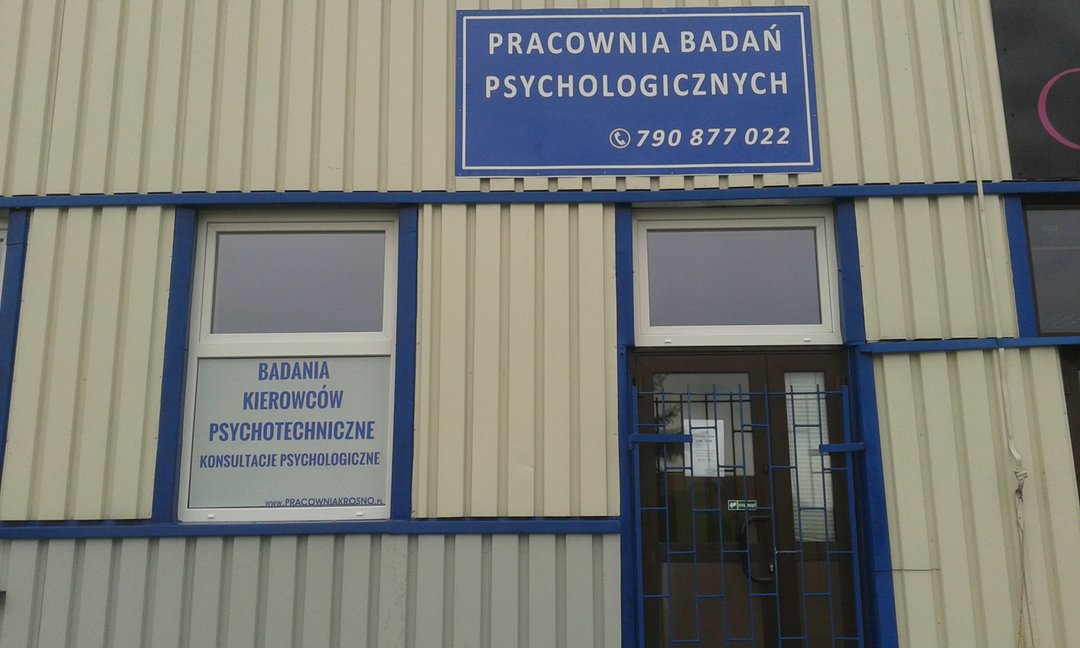 PRACOWNIA BADAŃ
PSYCHOLOGICZNYCH
790 877 022
BADANIA
KIEROWCÓW
PSYCHOTECHNICZNE
KONSULTACJE PSYCHOLOGICZNE
www.PRACOWNIAKROSNO.PL